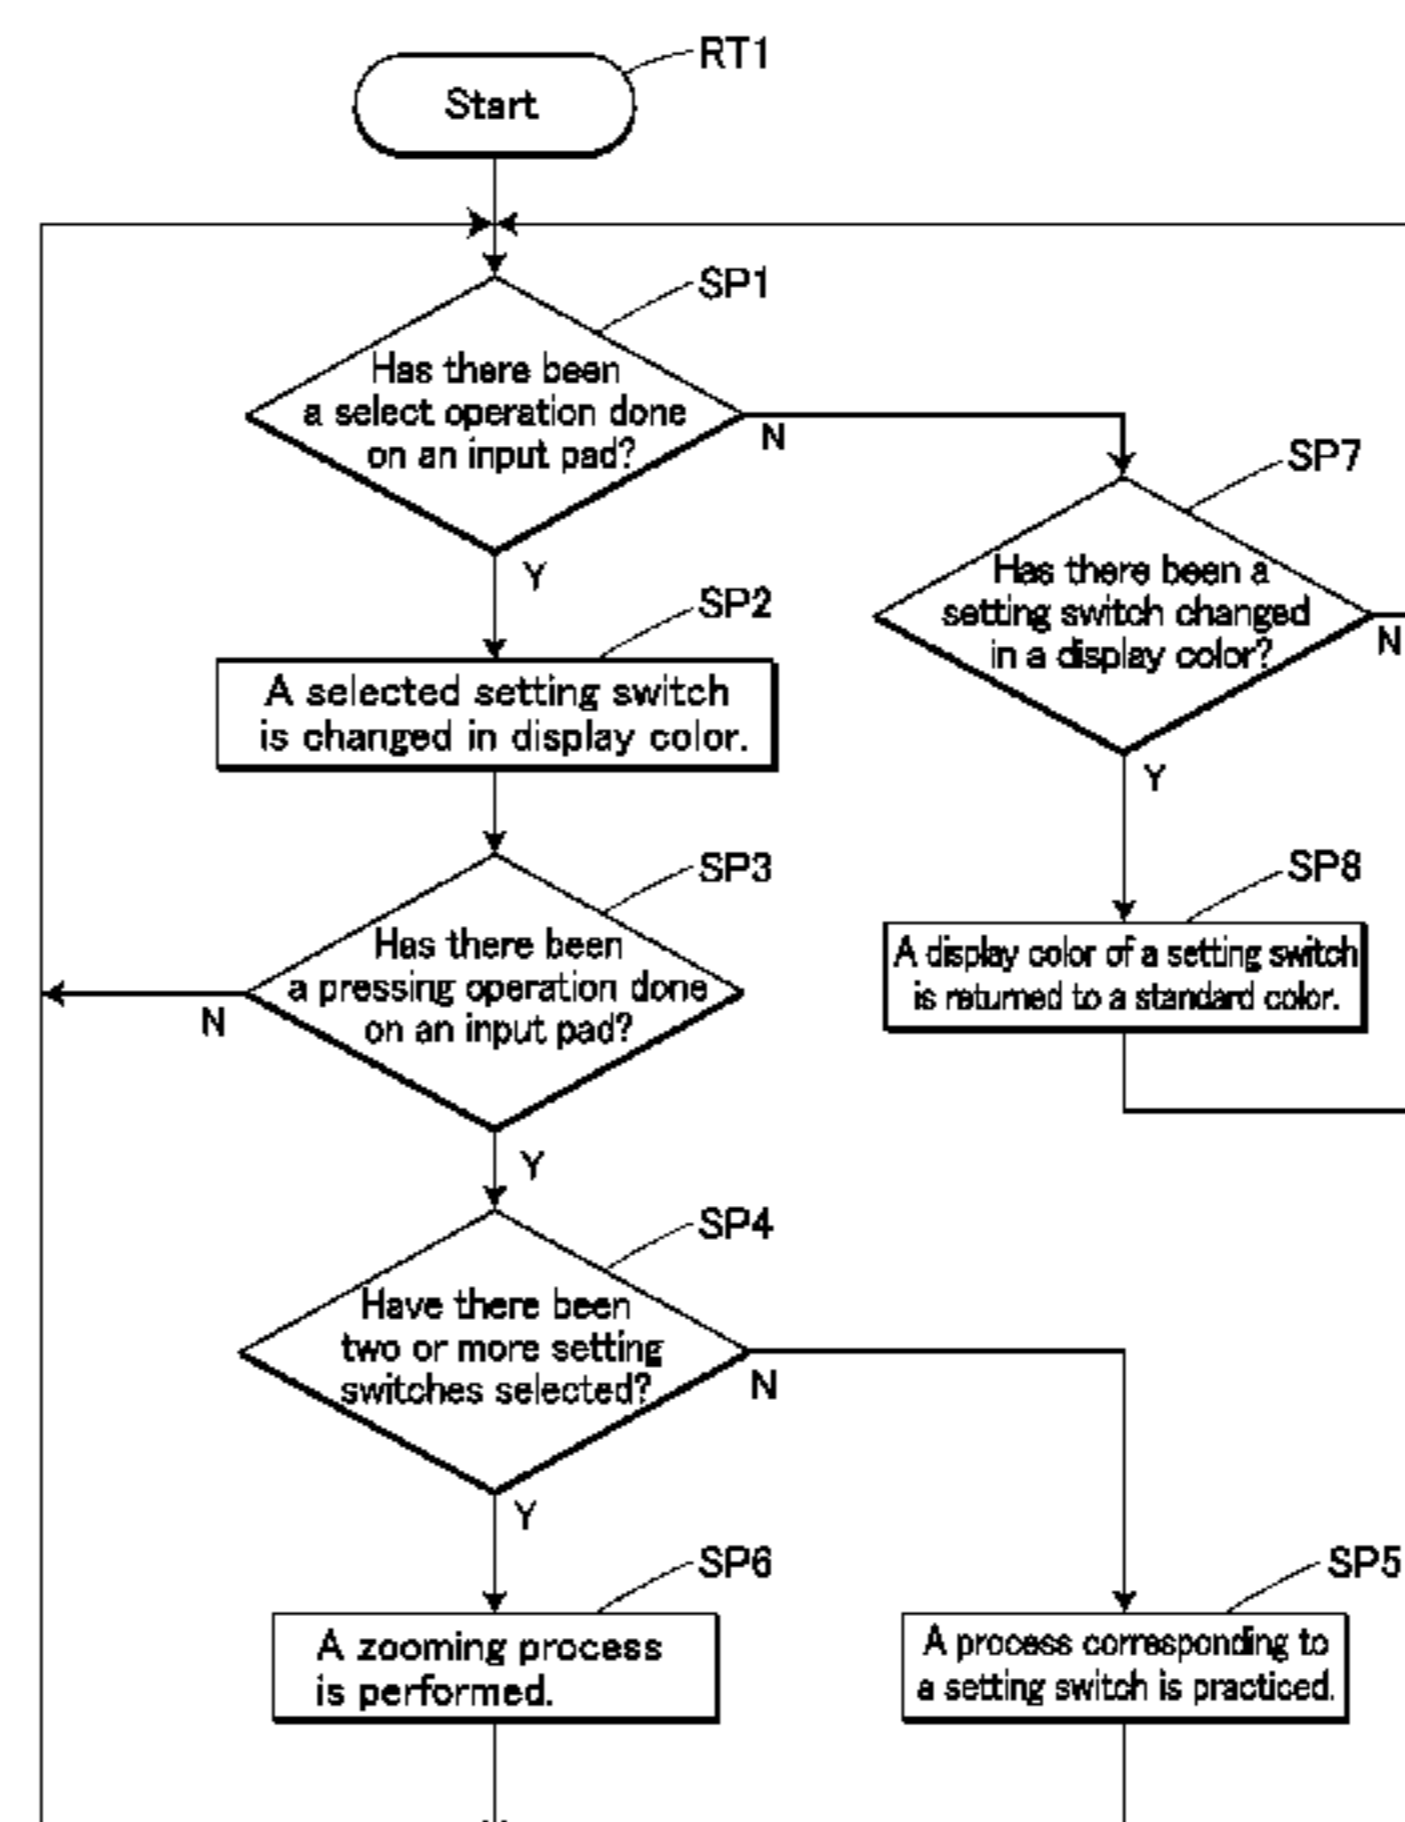 RT1
Start
SP1
Has there been
a select operation done
on an input pad?
N
Y
SP7
Has there been a
setting switch changed
in a display color?
N
Y
SP2
A selected setting switch
is changed in display color.
SP3
Has there been
a pressing operation done
on an input pad?
N
Y
SP8
A display color of a setting switch
is returned to a standard color.
SP4
Have there been
two or more setting
switches selected?
N
Y
SP6
A zooming process
is performed.
SP5
A process corresponding to
a setting switch is practiced.